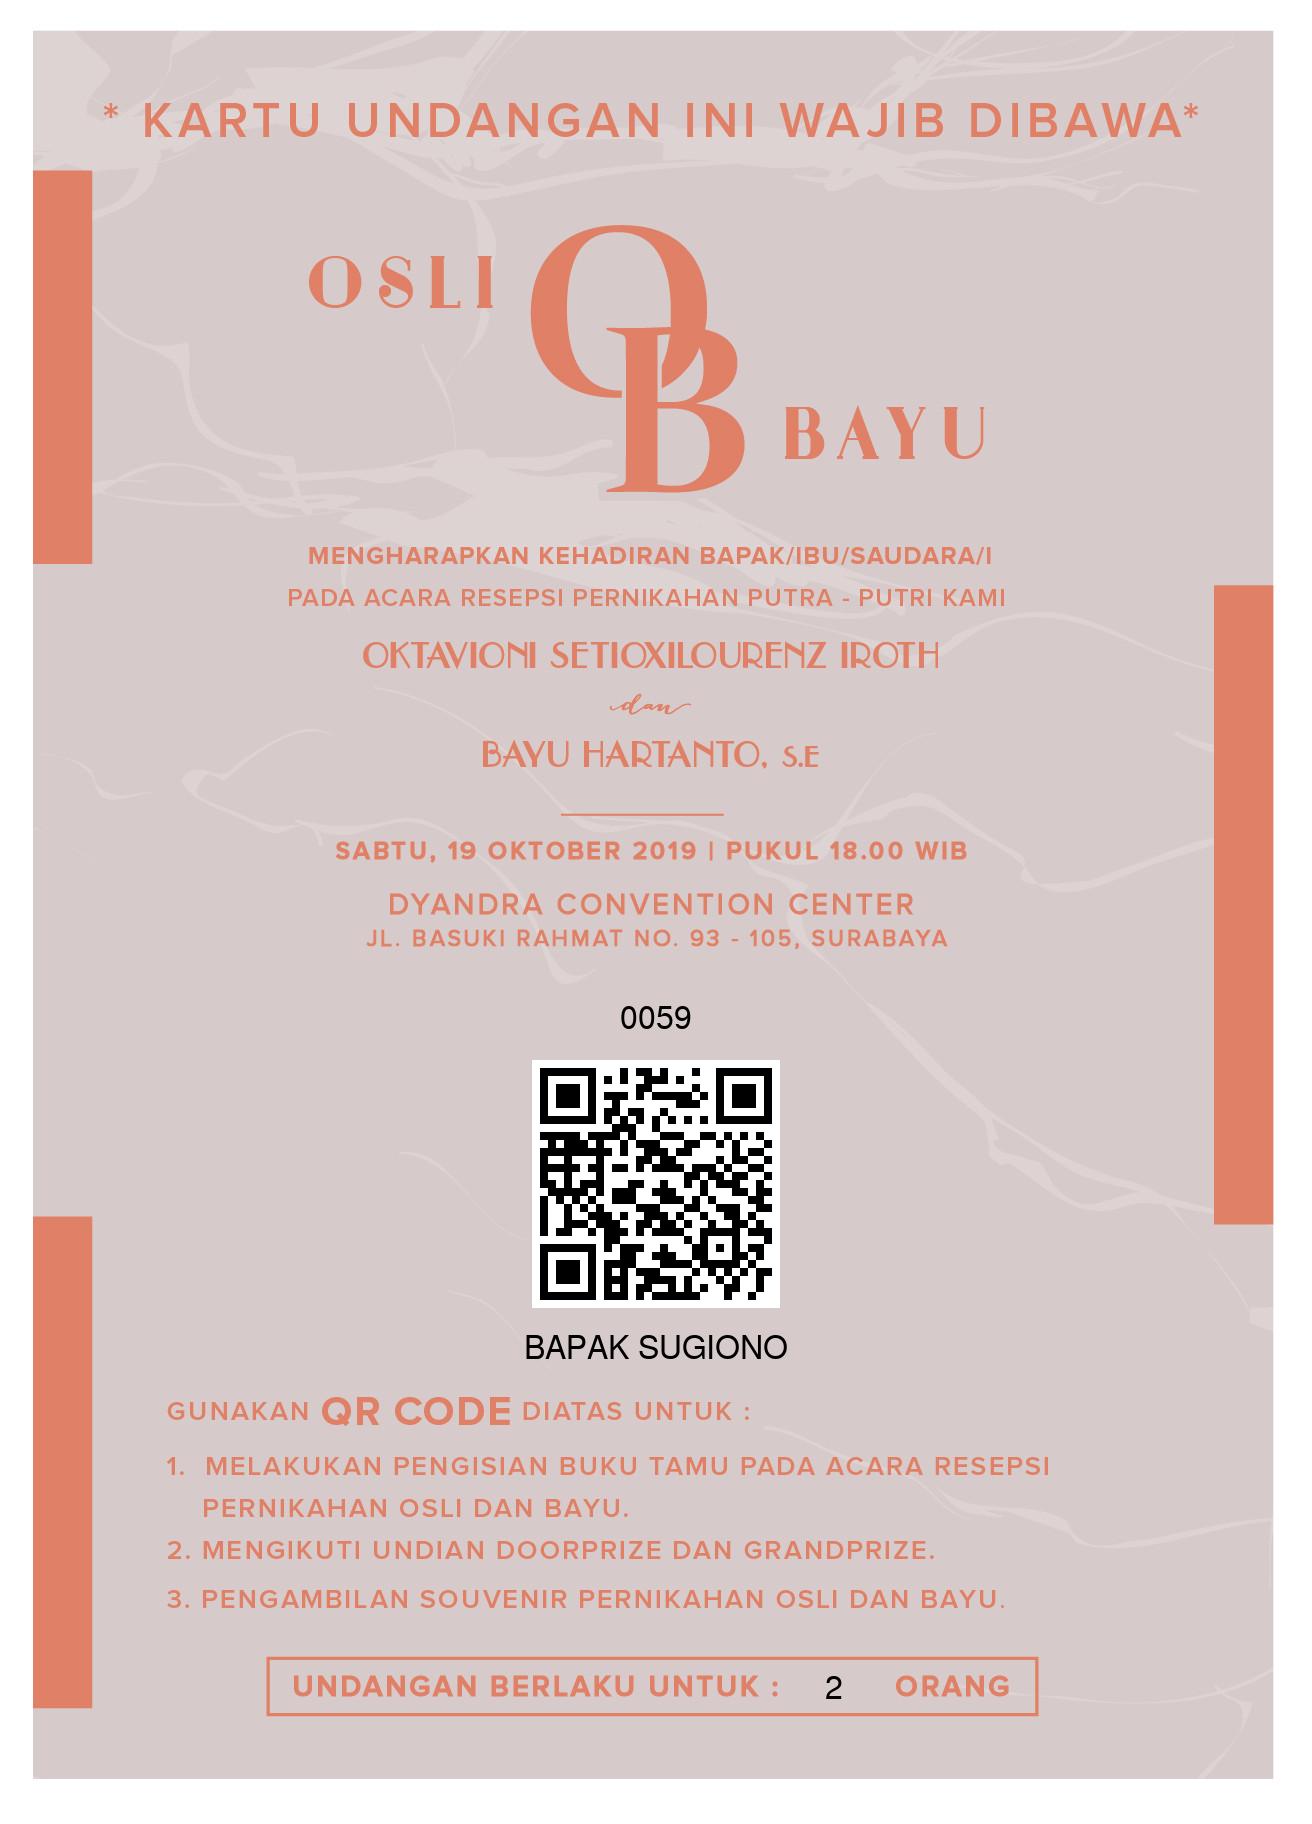 * KARTU UNDANGAN INI WAJIB DIBAWA*
OSLI
OB
BAYU
MENGHARAPKAN KEHADIRAN BAPAK/IBU/SAUDARA/I
PADA ACARA RESEPSI PERNIKAHAN PUTRA - PUTRI KAMI
OKTAVIONI SETIOXILOURENZ IROTH
dan
BAYU HARTANTO, S.E
SABTU, 19 OKTOBER 2019 | PUKUL 18.00 WIB
DYANDRA CONVENTION CENTER
JL. BASUKI RAHMAT NO. 93 - 105, SURABAYA
0059
BAPAK SUGIONO
GUNAKAN QR CODE DIATAS UNTUK :
1. MELAKUKAN PENGISIAN BUKU TAMU PADA ACARA RESEPSI
PERNIKAHAN OSLI DAN BAYU.
2. MENGIKUTI UNDIAN DOORPRIZE DAN GRANDPRIZE.
3. PENGAMBILAN SOUVENIR PERNIKAHAN OSLI DAN BAYU.
UNDANGAN BERLAKU UNTUK : 2 ORANG